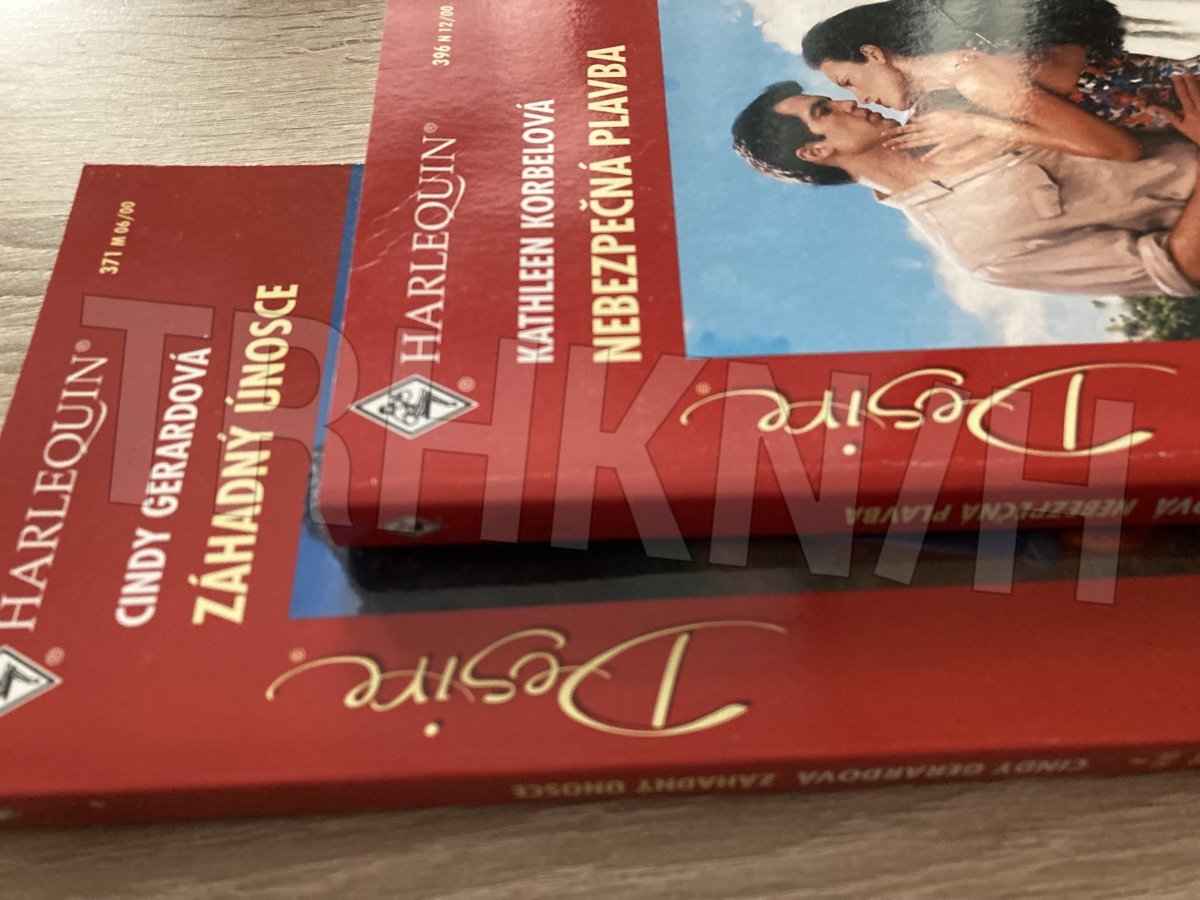 396 N 12/00
HARLEQUIN®
KATHLEEN KORBELOVÁ
NEBEZPEČNÁ PLAVBA
Desire®
VÁ NEBEZPEČNÁ PLAVBA
371 M 06/00
HARLEQUIN®
CINDY GERARDOVÁ
ZÁHADNÝ ÚNOSCE
Desire®
CINDY GERARDOVÁ ZÁHADNÝ ÚNOSCE
TRHKNIH